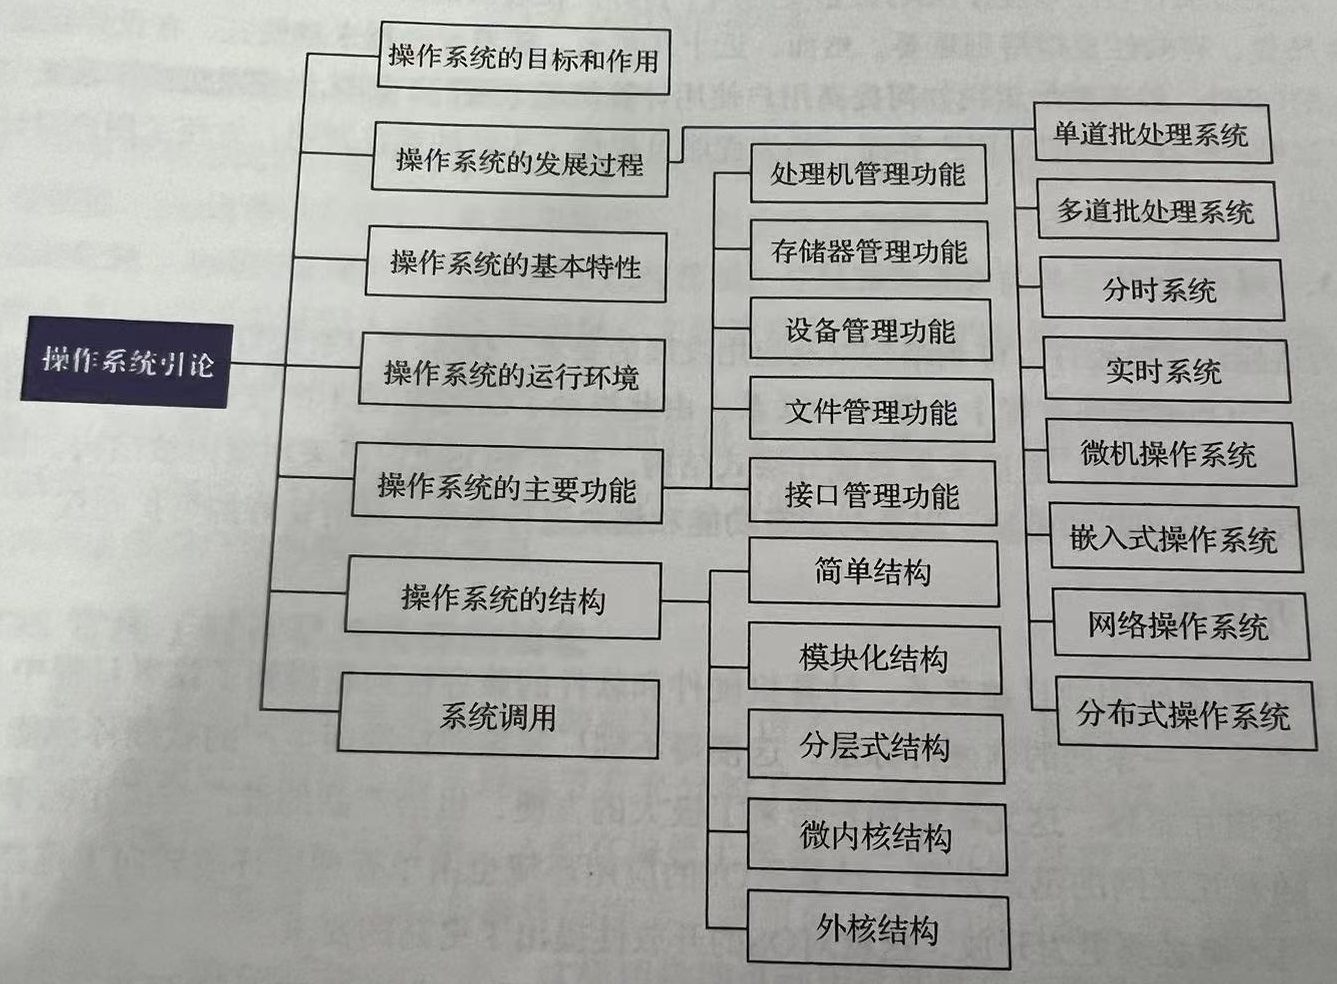 操作系统引论
操作系统的目标和作用
操作系统的发展过程
单道批处理系统
多道批处理系统
分时系统
实时系统
微机操作系统
嵌入式操作系统
网络操作系统
分布式操作系统
操作系统的基本特性
操作系统的运行环境
操作系统的主要功能
处理机管理功能
存储器管理功能
设备管理功能
文件管理功能
接口管理功能
操作系统的结构
简单结构
模块化结构
分层式结构
微内核结构
外核结构
系统调用